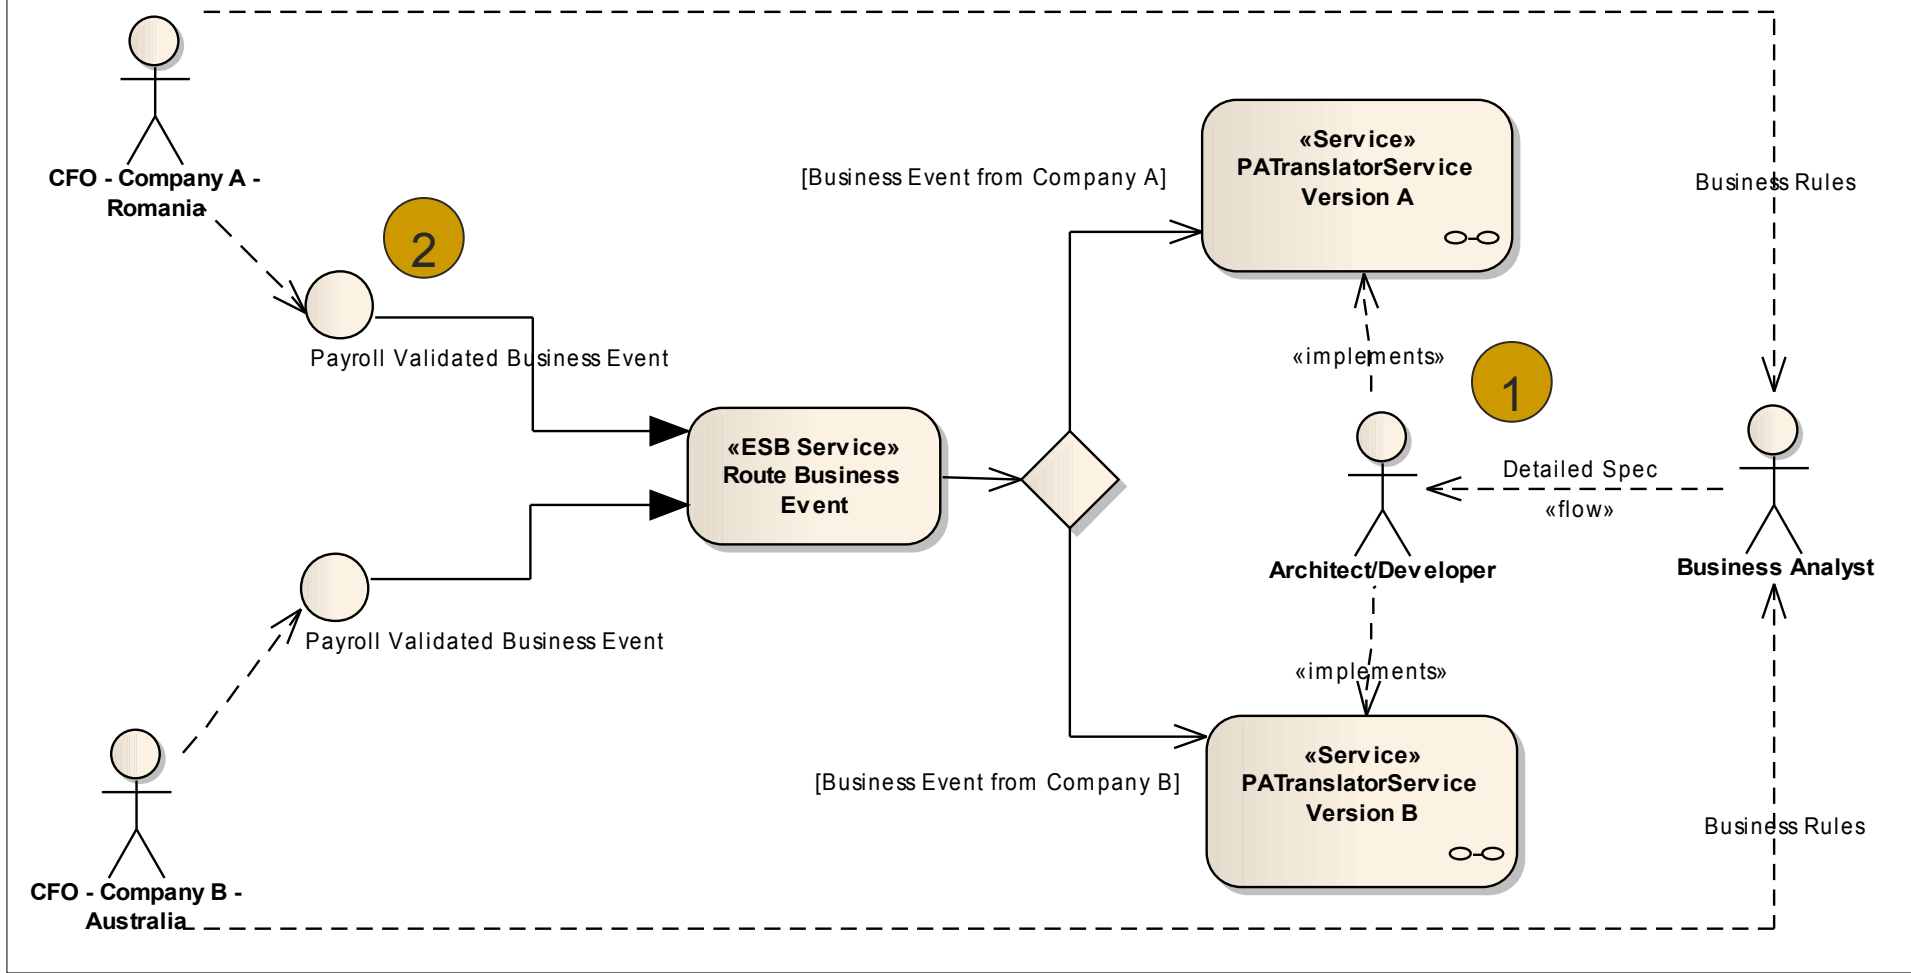 CFO - Company A -
Romania
2
Payroll Validated Business Event
[Business Event from Company A]
«Service»
PATranslatorService
Version A
Business Rules
«implements»
1
«ESB Service»
Route Business
Event
Detailed Spec
«flow»
Architect/Developer
Business Analyst
Payroll Validated Business Event
«implements»
[Business Event from Company B]
«Service»
PATranslatorService
Version B
Business Rules
CFO - Company B -
Australia